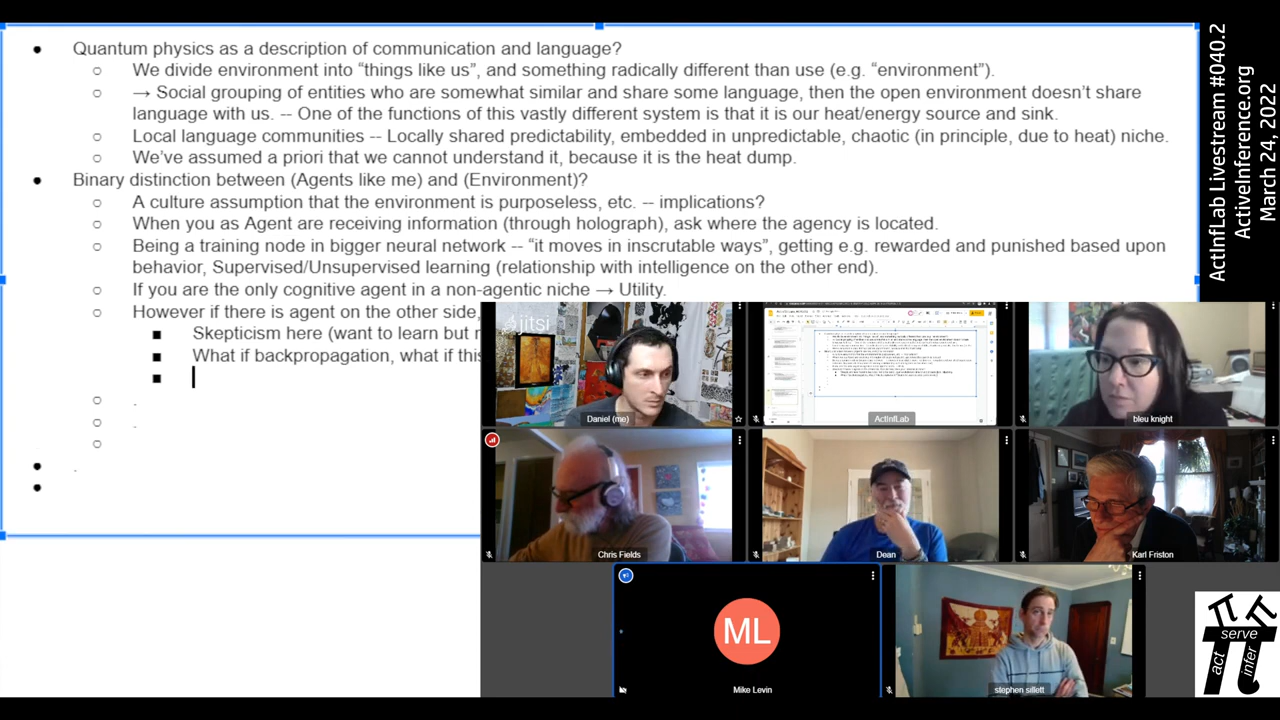 Quantum physics as a description of communication and language?
We divide environment into “things like us”, and something radically different than use (e.g. “environment”).
→ Social grouping of entities who are somewhat similar and share some language, then the open environment doesn’t share
language with us. -- One of the functions of this vastly different system is that it is our heat/energy source and sink.
Local language communities -- Locally shared predictability, embedded in unpredictable, chaotic (in principle, due to heat) niche.
We’ve assumed a priori that we cannot understand it, because it is the heat dump.
Binary distinction between (Agents like me) and (Environment)?
A culture assumption that the environment is purposeless, etc. -- implications?
When you as Agent are receiving information (through holograph), ask where the agency is located.
Being a training node in bigger neural network -- “it moves in inscrutable ways”, getting e.g. rewarded and punished based upon
behavior, Supervised/Unsupervised learning (relationship with intelligence on the other end).
If you are the only cognitive agent in a non-agentic niche → Utility.
However if there is agent on the other side,
Skepticism here (want to learn but
What if backpropagation, what if this
ActInfLab Livestream #040.2
ActiveInference.org
March 24, 2022
jitsi
Daniel (me)
ActInfLab
bleu knight
Chris Fields
Dean
Karl Friston
ML
Mike Levin
stephen sillett
act
serve
infer